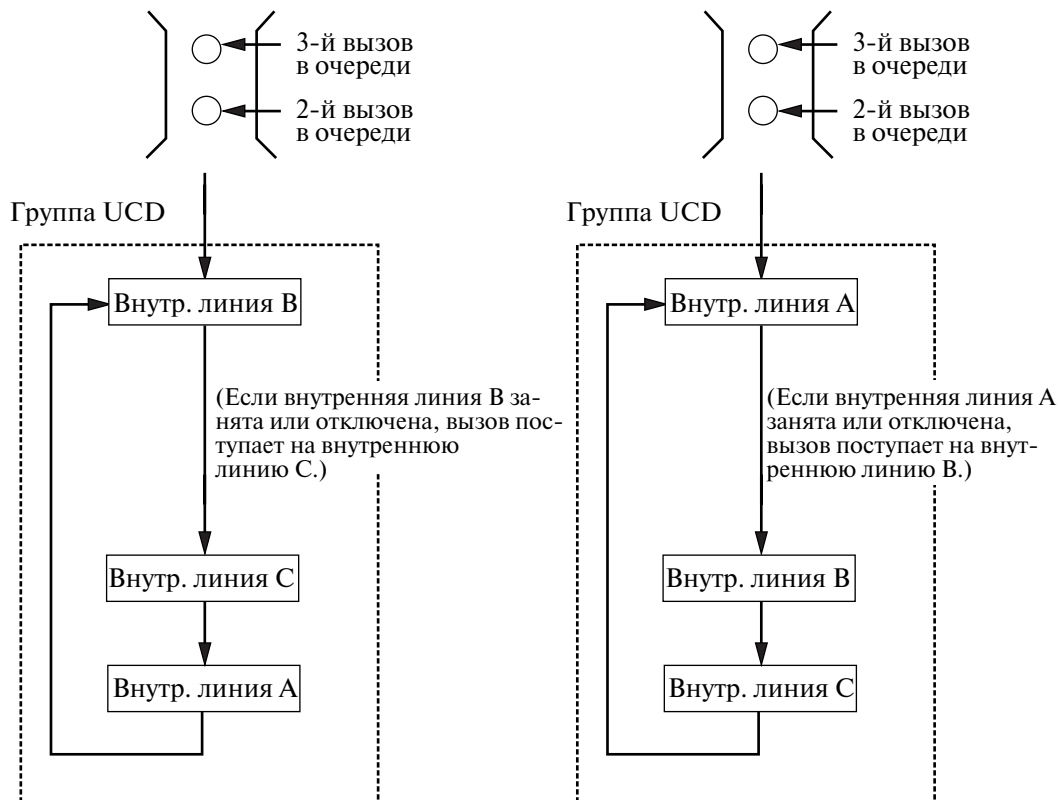 3-й вызов
в очереди
2-й вызов
в очереди
Группа UCD
Внутр. линия B
(Если внутренняя линия B за-
нята или отключена, вызов пос-
тупает на внутреннюю
линию C.)
Внутр. линия C
Внутр. линия A
3-й вызов
в очереди
2-й вызов
в очереди
Группа UCD
Внутр. линия A
(Если внутренняя линия A
занята или отключена,
вызов поступает на внут-
реннюю линию B.)
Внутр. линия B
Внутр. линия C